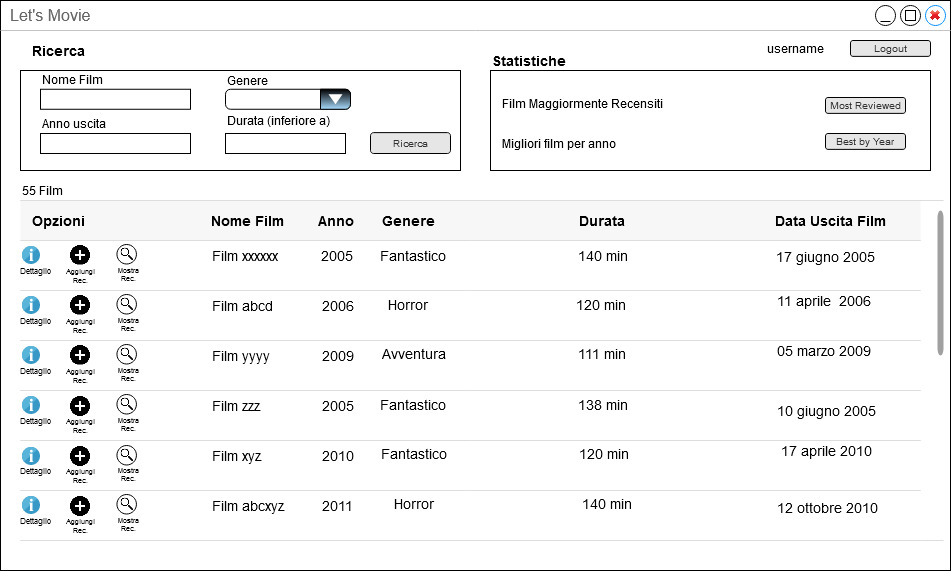 Let's Movie
username
Logout
Ricerca
Statistiche
Nome Film
Genere
Anno uscita
Durata (inferiore a)
Ricerca
Film Maggiormente Recensiti
Most Reviewed
Migliori film per anno
Best by Year
55 Film
Opzioni Nome Film Anno Genere Durata Data Uscita Film
Film xxxxxx 2005 Fantastico 140 min 17 giugno 2005
Dettaglio Aggiungi Rec. Mostra Rec.
Film abcd 2006 Horror 120 min 11 aprile 2006
Dettaglio Aggiungi Rec. Mostra Rec.
Film yyyy 2009 Avventura 111 min 05 marzo 2009
Dettaglio Aggiungi Rec. Mostra Rec.
Film zzz 2005 Fantastico 138 min 10 giugno 2005
Dettaglio Aggiungi Rec. Mostra Rec.
Film xyz 2010 Fantastico 120 min 17 aprile 2010
Dettaglio Aggiungi Rec. Mostra Rec.
Film abcxyz 2011 Horror 140 min 12 ottobre 2010
Dettaglio Aggiungi Rec. Mostra Rec.